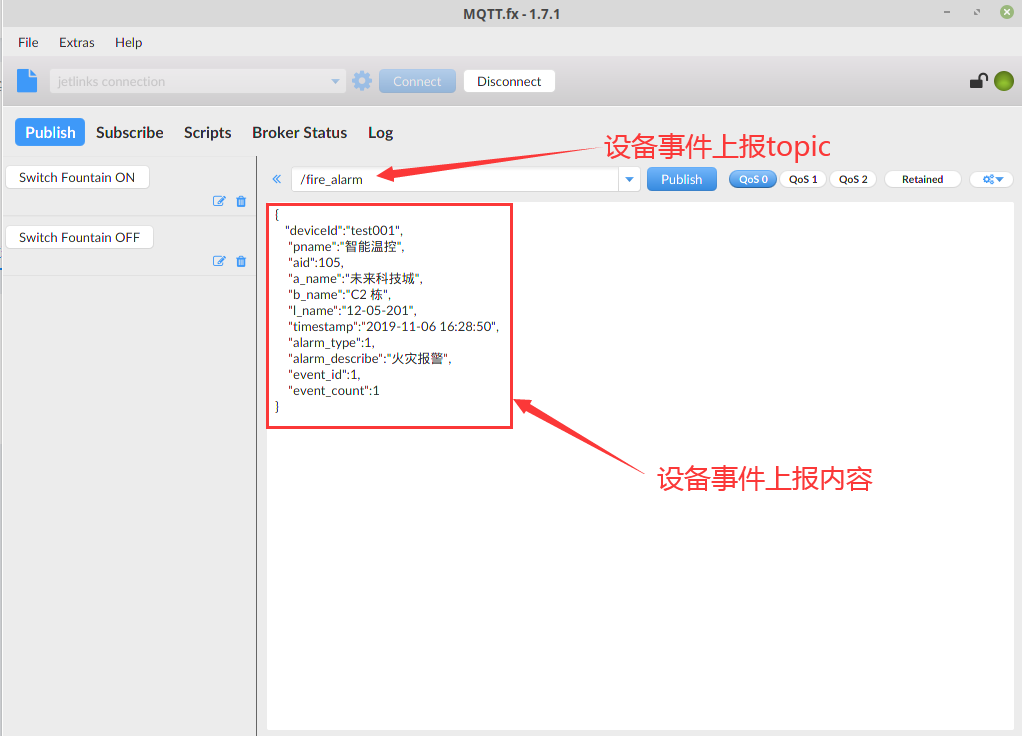 MQTT.fx - 1.7.1
File Extras Help
jetlinks connection Connect Disconnect
Publish Subscribe Scripts Broker Status Log
设备事件上报topic
Switch Fountain ON
/fire_alarm Publish QoS 0 QoS 1 QoS 2 Retained
Switch Fountain OFF
{
"deviceId":"test001",
"pname":"智能温控",
"aid":105,
"a_name":"未来科技城",
"b_name":"C2 栋",
"l_name":"12-05-201",
"timestamp":"2019-11-06 16:28:50",
"alarm_type":1,
"alarm_describe":"火灾报警",
"event_id":1,
"event_count":1
}
设备事件上报内容